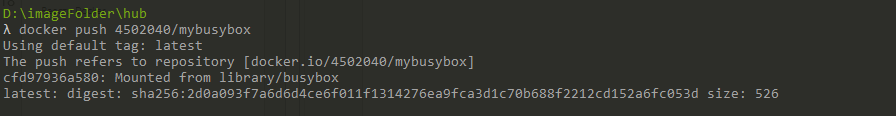 D:\imageFolder\hub
λ docker push 4502040/mybusybox
Using default tag: latest
The push refers to repository [docker.io/4502040/mybusybox]
cfd97936a580: Mounted from library/busybox
latest: digest: sha256:2d0a093f7a6d6d4ce6f011f1314276ea9fca3d1c70b688f2212cd152a6fc053d size: 526